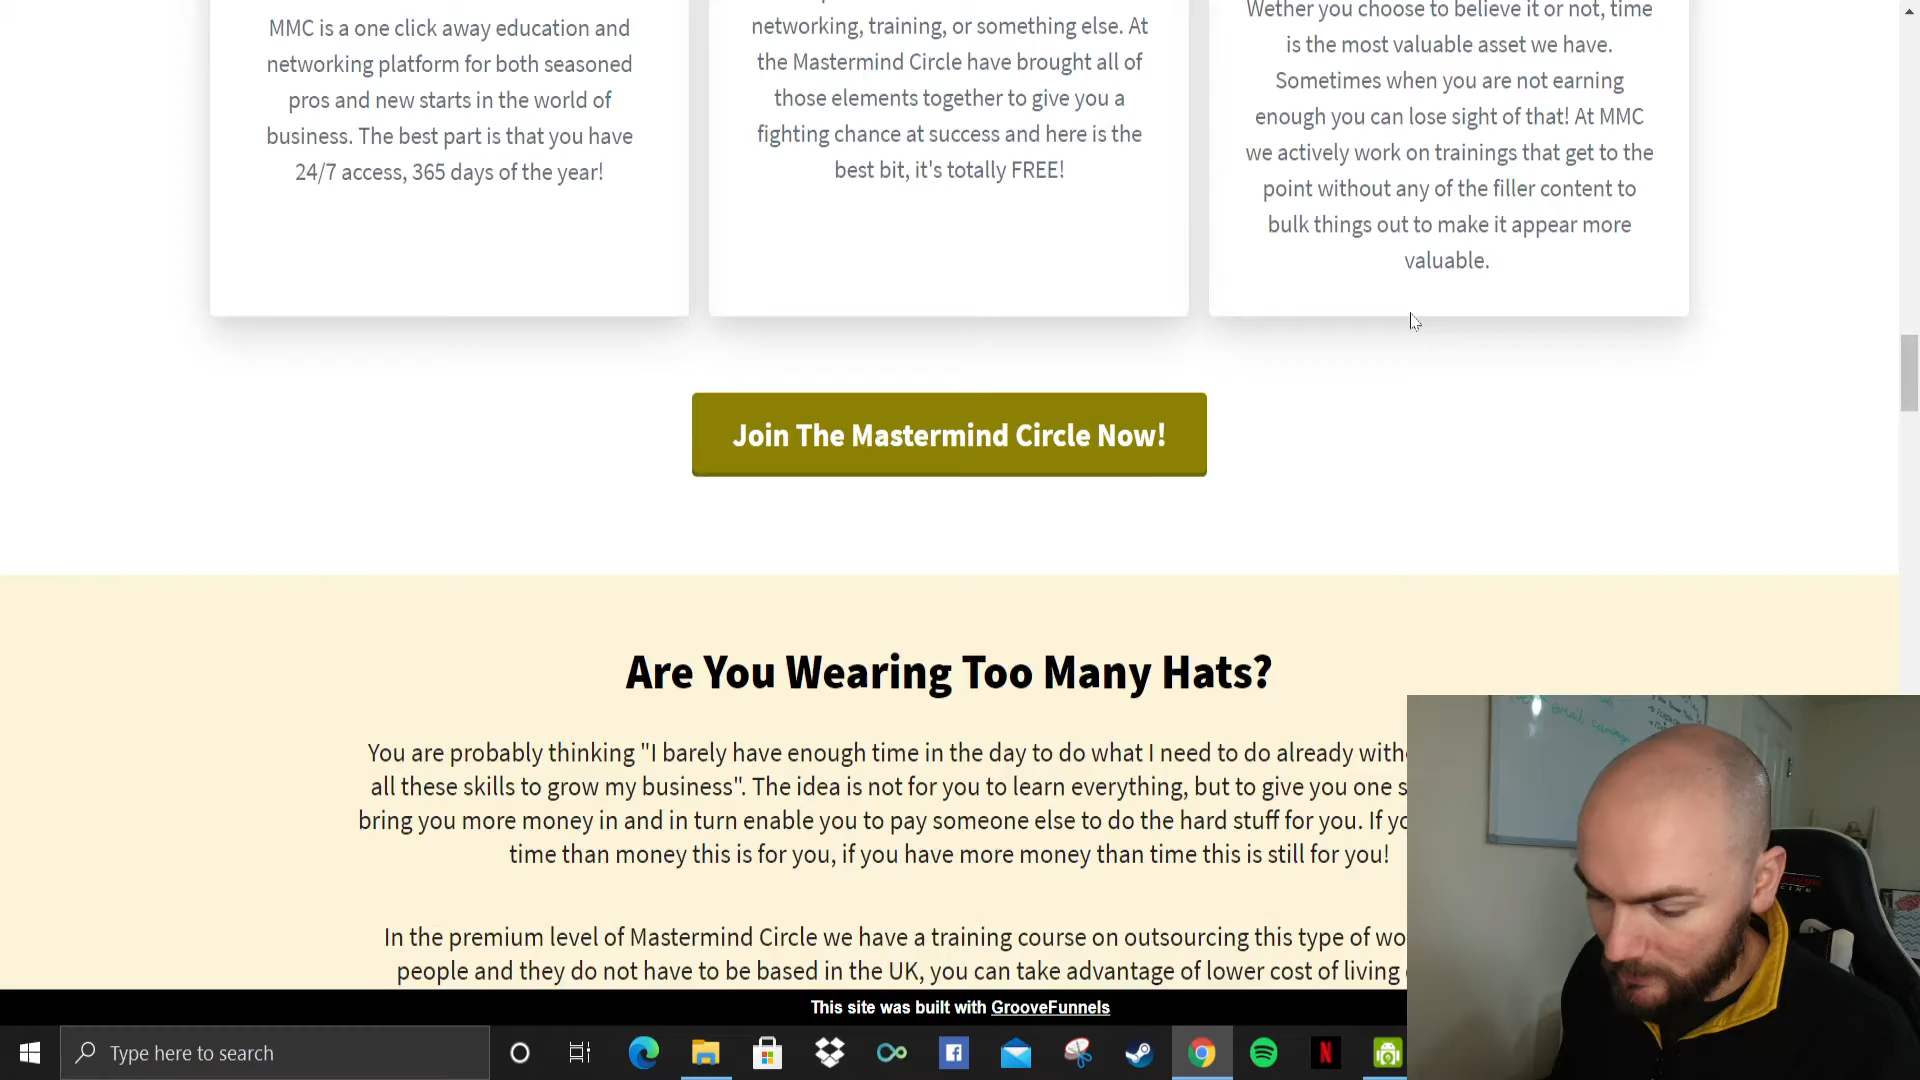 MMC is a one click away education and
networking platform for both seasoned
pros and new starts in the world of
business. The best part is that you have
24/7 access, 365 days of the year!
networking, training, or something else. At
the Mastermind Circle have brought all of
those elements together to give you a
fighting chance at success and here is the
best bit, it's totally FREE!
Wether you choose to believe it or not, time
is the most valuable asset we have.
Sometimes when you are not earning
enough you can lose sight of that! At MMC
we actively work on trainings that get to the
point without any of the filler content to
bulk things out to make it appear more
valuable.
Join The Mastermind Circle Now!
Are You Wearing Too Many Hats?
You are probably thinking "I barely have enough time in the day to do what I need to do already
all these skills to grow my business". The idea is not for you to learn everything, but to give you one
bring you more money in and in turn enable you to pay someone else to do the hard stuff for you. If
time than money this is for you, if you have more money than time this is still for you!
In the premium level of Mastermind Circle we have a training course on outsourcing this type of
people and they do not have to be based in the UK, you can take advantage of lower cost of living
This site was built with GrooveFunnels
Type here to search